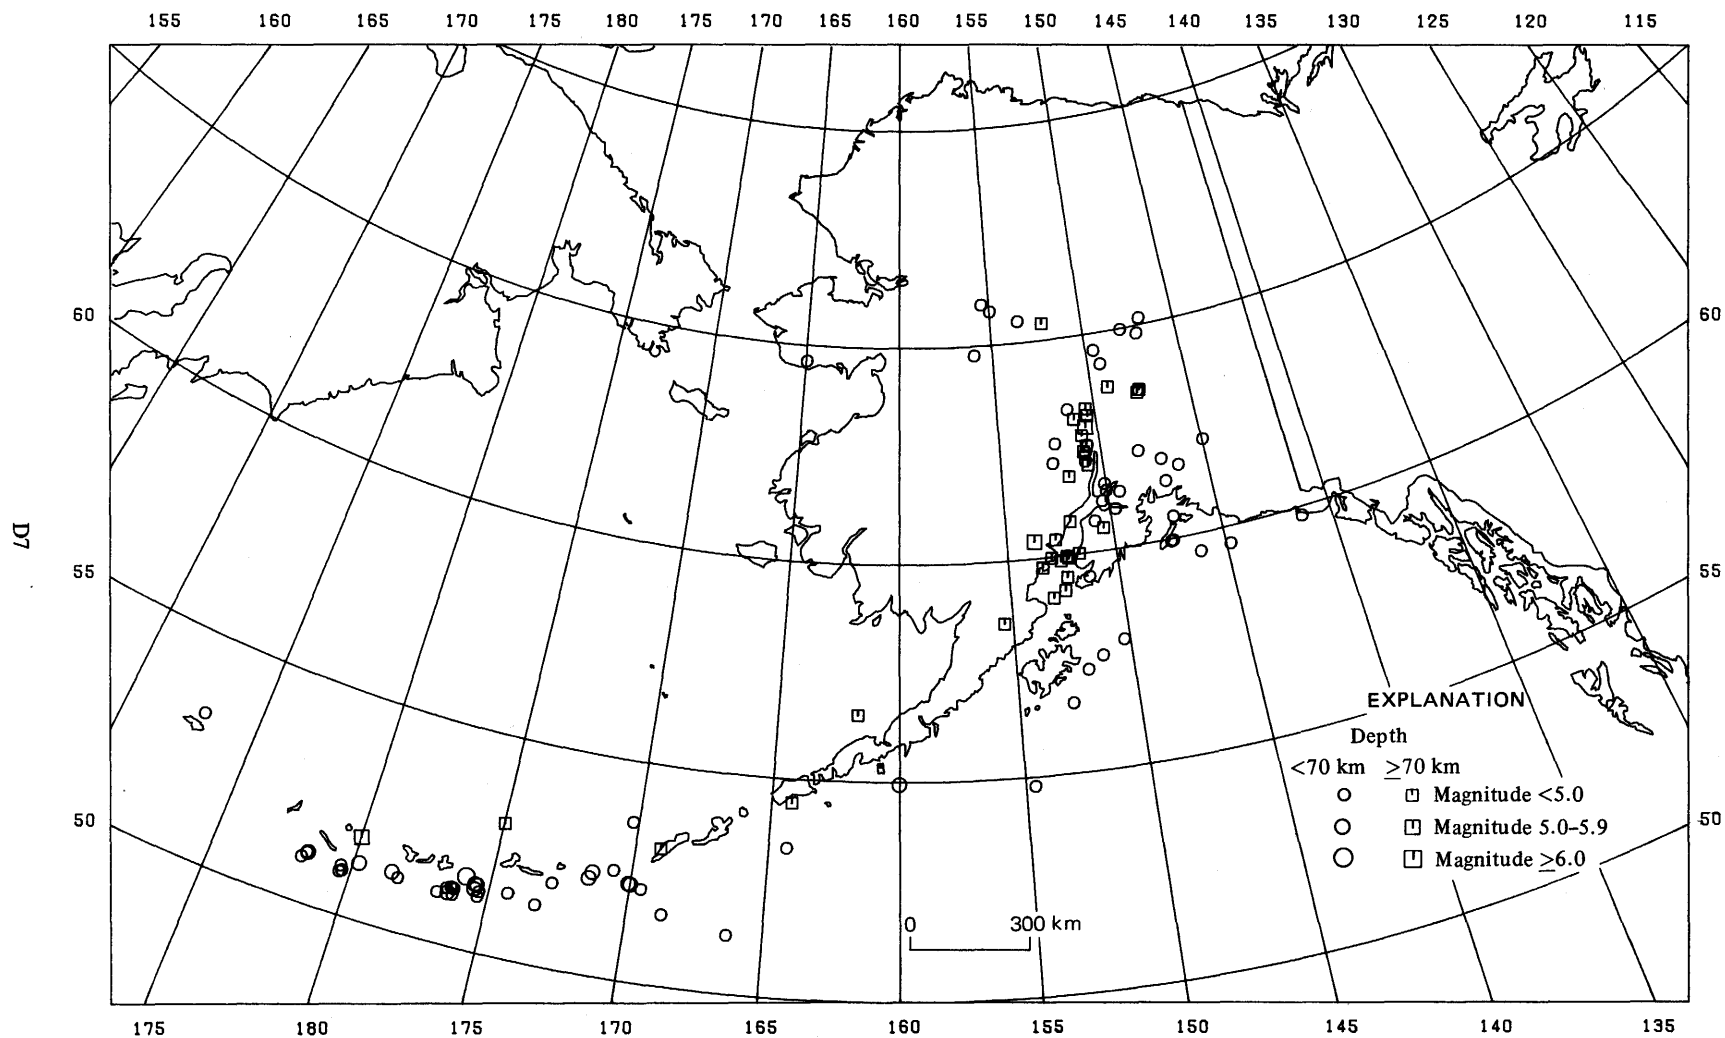 155 160 165 170 175 180 175 170 165 160 155 150 145 140 135 130 125 120 115
60 60
55 55
50 50
D7
EXPLANATION
Depth
<70 km ≥70 km
Magnitude <5.0
Magnitude 5.0-5.9
Magnitude ≥6.0
0 300 km
175 180 175 170 165 160 155 150 145 140 135